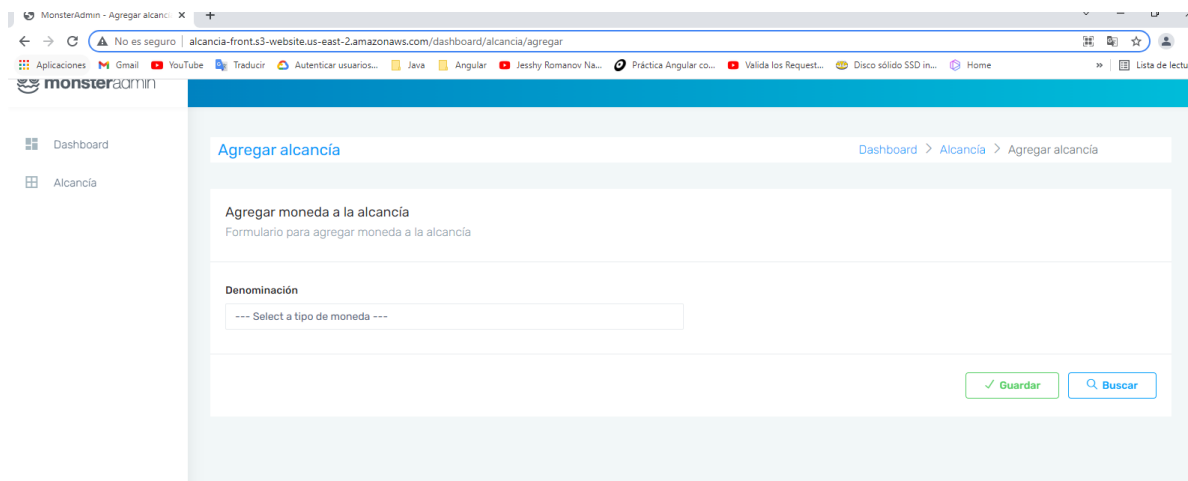 MonsterAdmin - Agregar alcancí
No es seguro | alcancia-front.s3-website.us-east-2.amazonaws.com/dashboard/alcancia/agregar
Aplicaciones Gmail YouTube Traducir Autenticar usuarios... Java Angular Jesshy Romanov Na... Práctica Angular co... Valida los Request... Disco sólido SSD in... Home » Lista de lectu
monsteradmin
Dashboard
Alcancía
Agregar alcancía
Dashboard > Alcancía > Agregar alcancía
Agregar moneda a la alcancía
Formulario para agregar moneda a la alcancía
Denominación
--- Select a tipo de moneda ---
Guardar Buscar